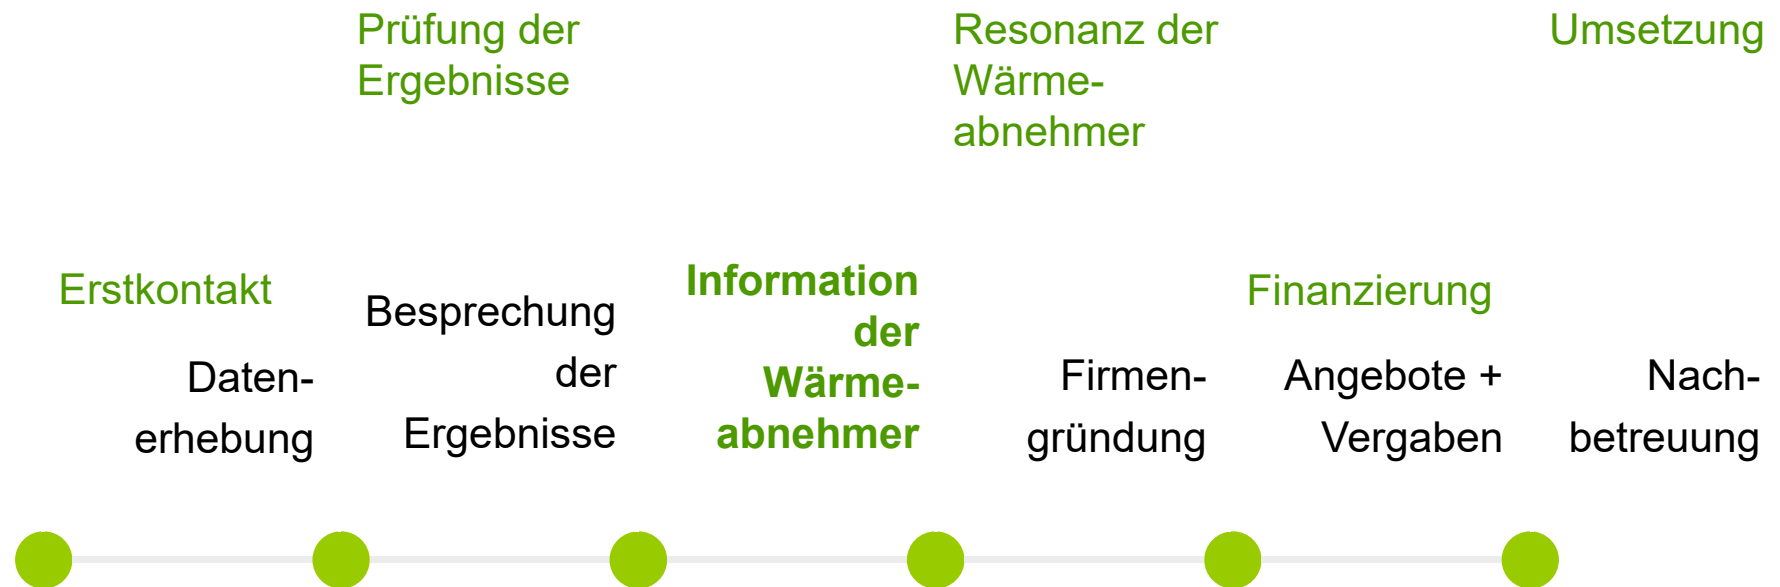 Prüfung der
Ergebnisse
Resonanz der
Wärme-
abnehmer
Umsetzung
Erstkontakt
Daten-
erhebung
Besprechung
der
Ergebnisse
Information
der
Wärme-
abnehmer
Firmen-
gründung
Finanzierung
Angebote +
Vergaben
Nach-
betreuung